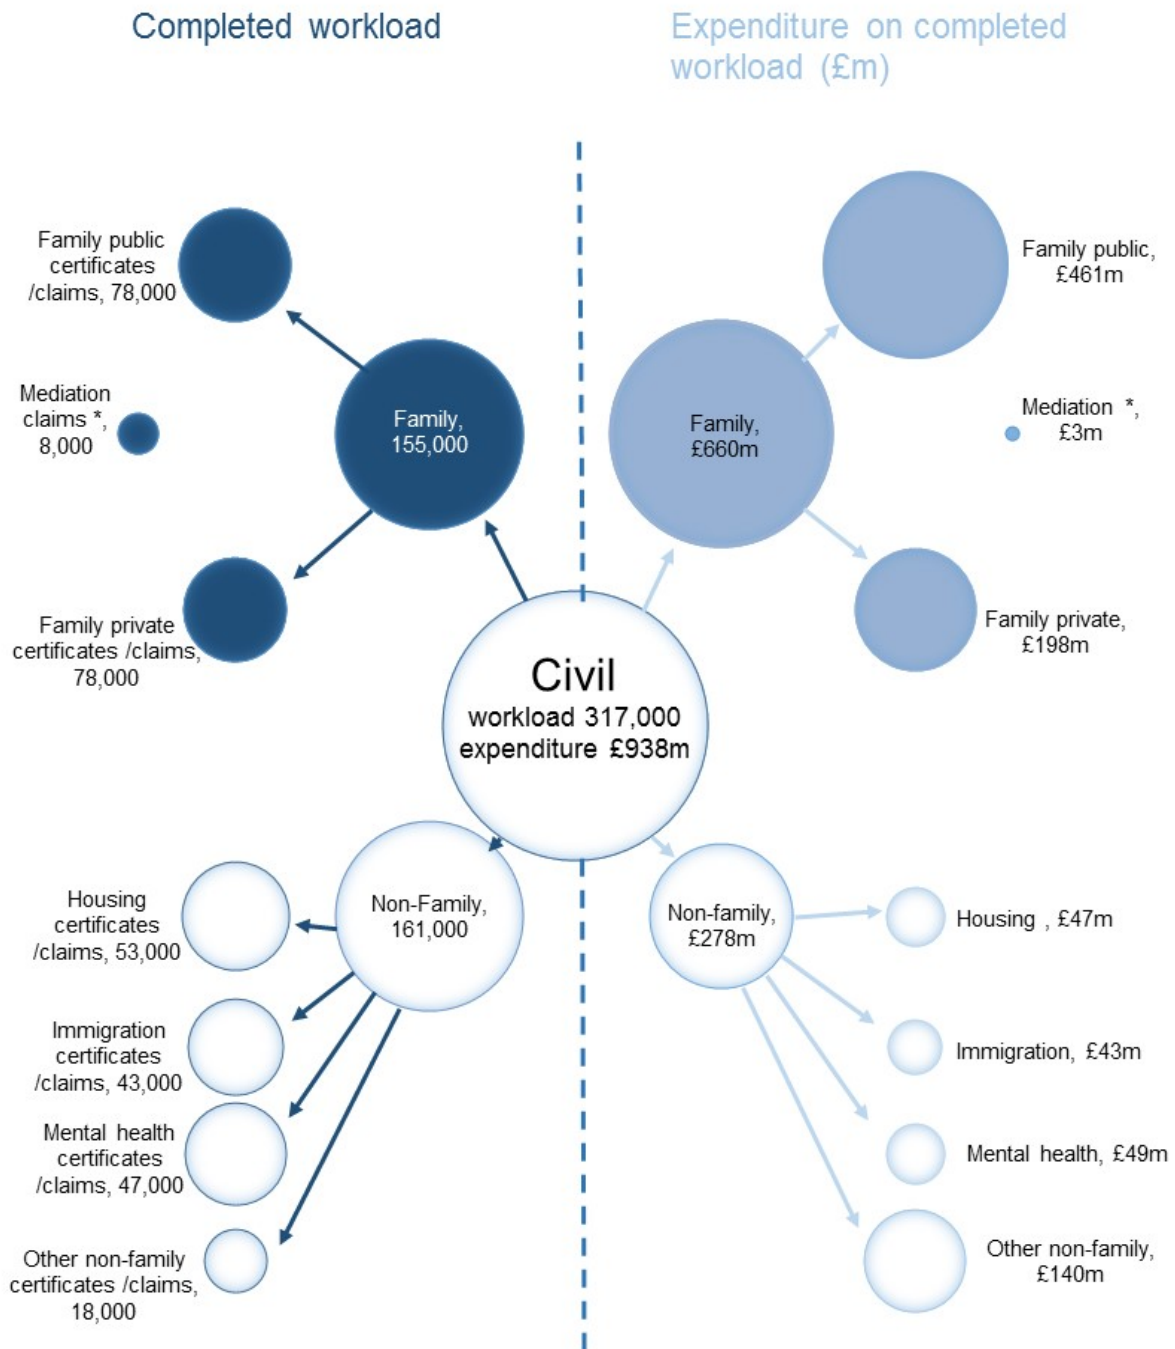 Completed workload
Expenditure on completed
workload (£m)
Family public
certificates
/claims, 78,000
Family public,
£461m
Mediation
claims *,
8,000
Family,
155,000
Family,
£660m
Mediation *,
£3m
Family private
certificates /claims,
78,000
Family private,
£198m
Civil
workload 317,000
expenditure £938m
Housing
certificates
/claims, 53,000
Non-Family,
161,000
Non-family,
£278m
Housing , £47m
Immigration
certificates
/claims, 43,000
Immigration, £43m
Mental health
certificates
/claims, 47,000
Mental health, £49m
Other non-family
certificates /claims,
18,000
Other non-family,
£140m